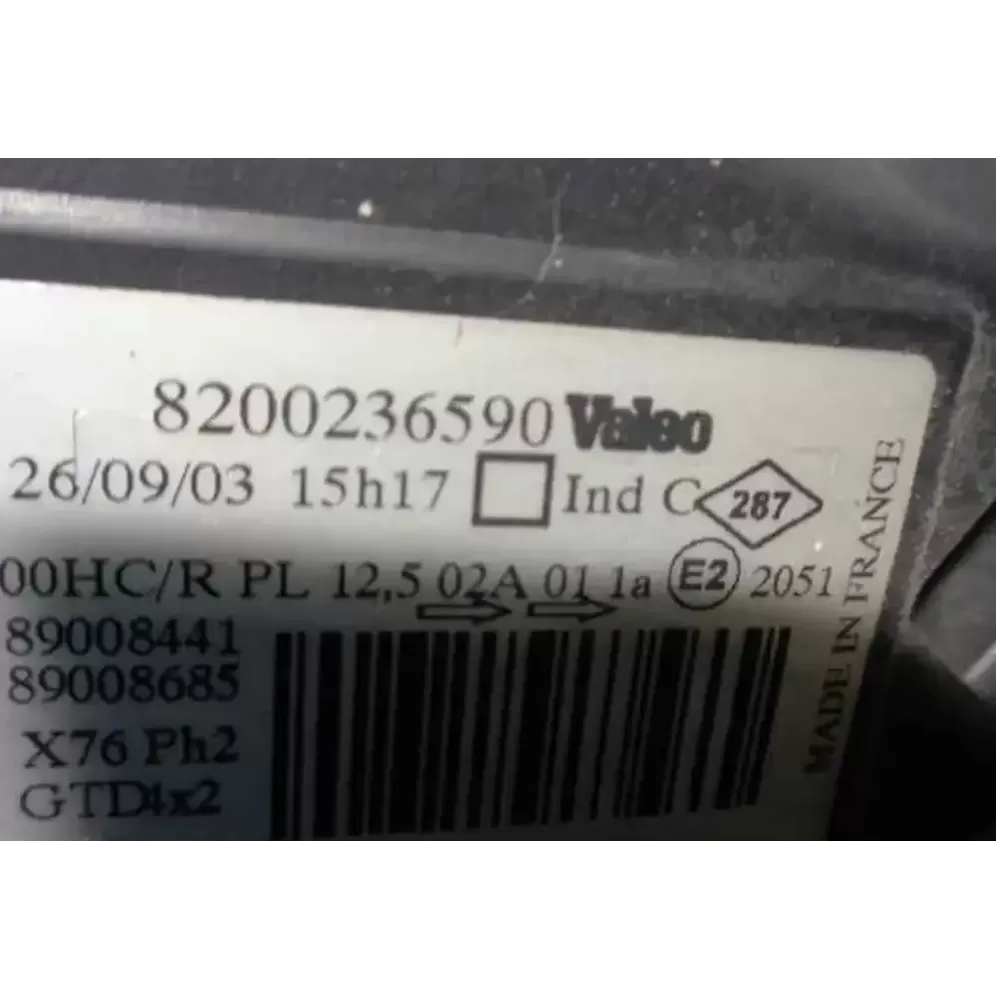 8200236590 Valeo
26/09/03 15h17 Ind C 287
00HC/R PL 12,5 02A 01 1a E2 2051
89008441
89008685
X76 Ph2
GTD4x2
MADE IN FRANCE